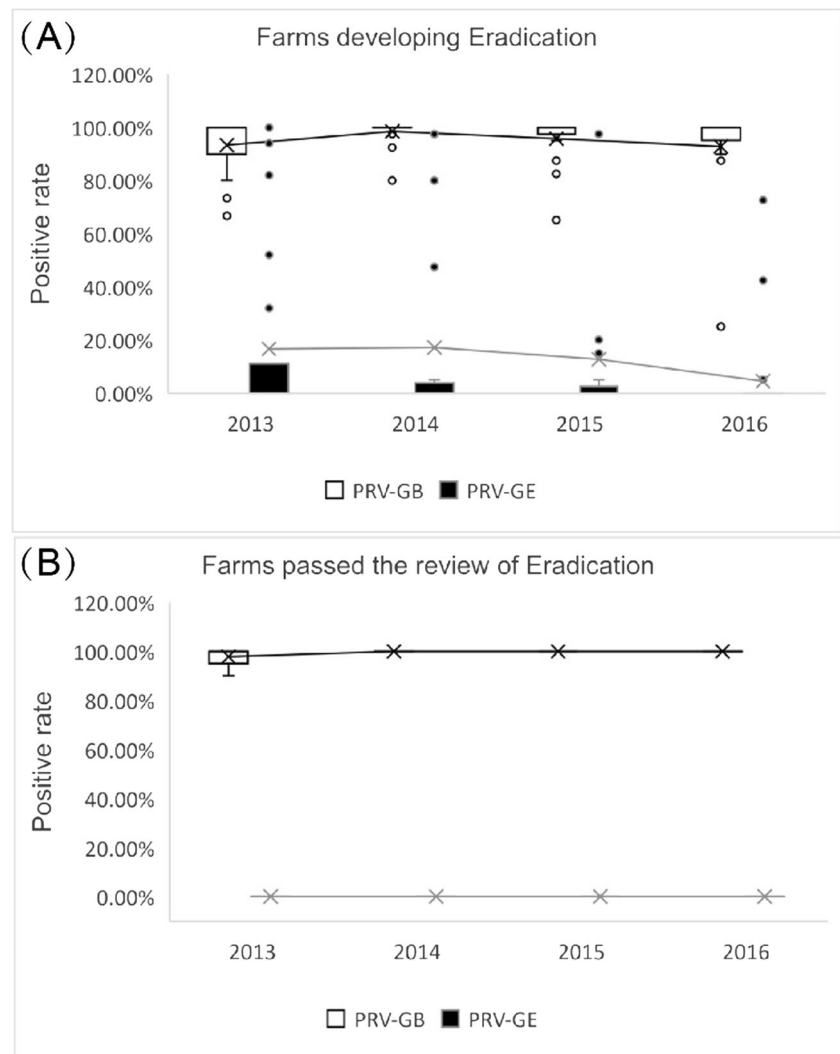 (A)
Farms developing Eradication
120.00%
100.00%
80.00%
60.00%
40.00%
20.00%
0.00%
Positive rate
2013 2014 2015 2016
PRV-GB PRV-GE
(B)
Farms passed the review of Eradication
120.00%
100.00%
80.00%
60.00%
40.00%
20.00%
0.00%
Positive rate
2013 2014 2015 2016
PRV-GB PRV-GE